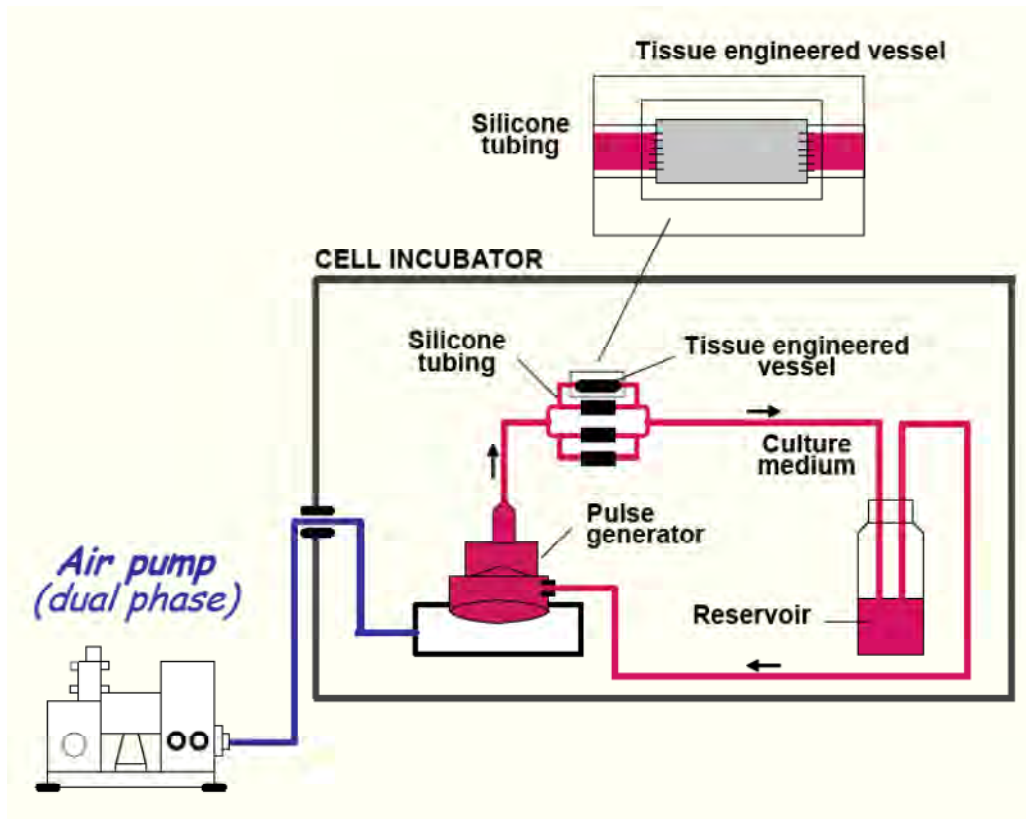 Tissue engineered vessel
Silicone
tubing
CELL INCUBATOR
Silicone
tubing
Tissue engineered
vessel
Culture
medium
Pulse
generator
Air pump
(dual phase)
Reservoir